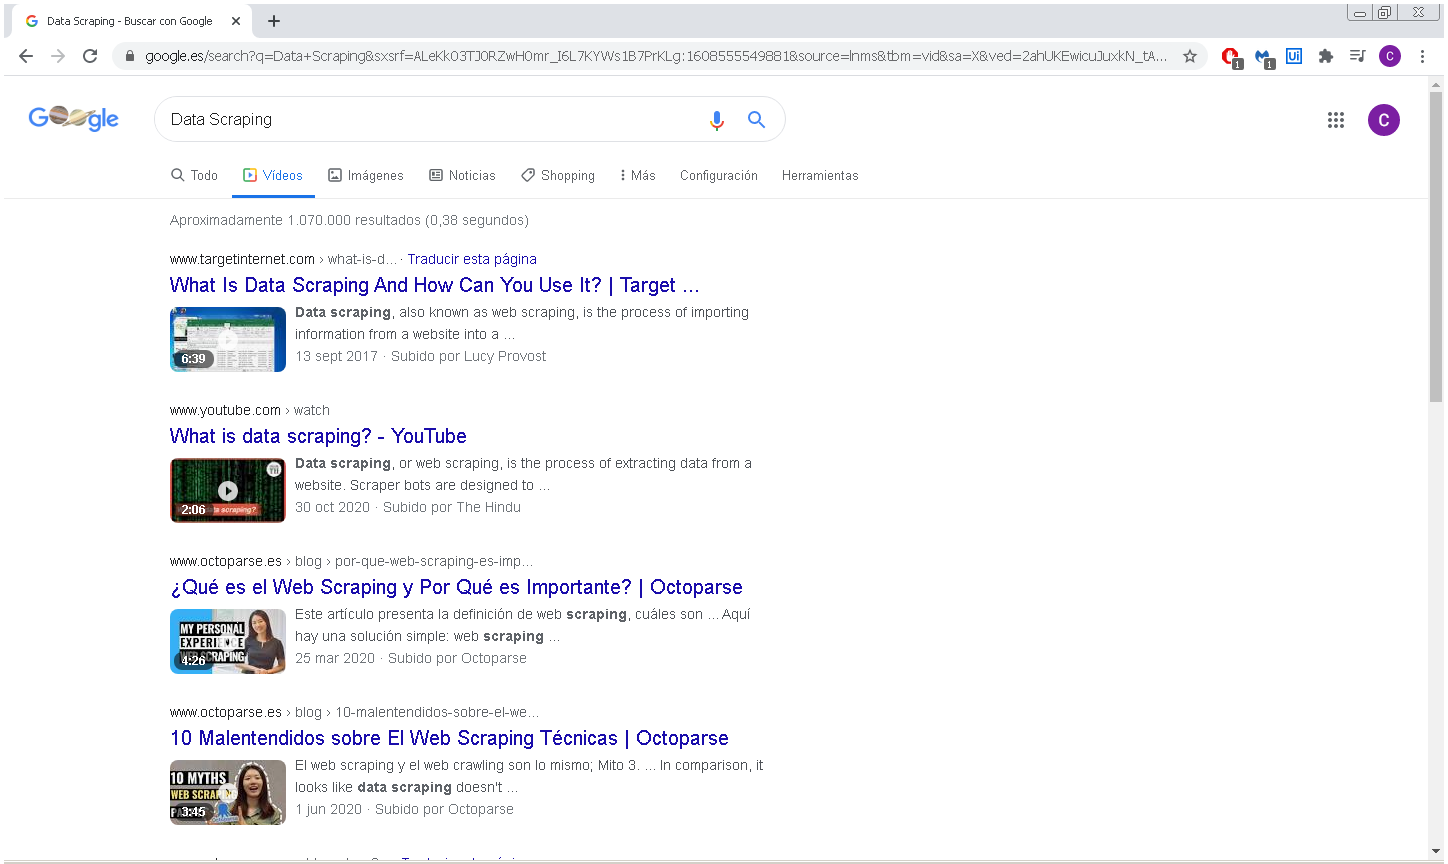 Data Scraping - Buscar con Google
google.es/search?q=Data+Scraping&sxsrf=ALeKk03TJ0RZwH0mr_I6L7KYWs1B7PrKLg:1608555549881&source=lnms&tbm=vid&sa=X&ved=2ahUKEwicuJuxkN_tA...
1
1
Ui
C
Google
Data Scraping
C
Todo
Vídeos
Imágenes
Noticias
Shopping
Más
Configuración
Herramientas
Aproximadamente 1.070.000 resultados (0,38 segundos)
www.targetinternet.com › what-is-d... · Traducir esta página
What Is Data Scraping And How Can You Use It? | Target ...
6:39
Data scraping, also known as web scraping, is the process of importing
information from a website into a ...
13 sept 2017 · Subido por Lucy Provost
www.youtube.com › watch
What is data scraping? - YouTube
ta scraping?
2:06
Data scraping, or web scraping, is the process of extracting data from a
website. Scraper bots are designed to ...
30 oct 2020 · Subido por The Hindu
www.octoparse.es › blog › por-que-web-scraping-es-imp...
¿Qué es el Web Scraping y Por Qué es Importante? | Octoparse
MY PERSONAL
EXPERIENCE
WEB SCRAPING
4:26
Este artículo presenta la definición de web scraping, cuáles son ... Aquí
hay una solución simple: web scraping ...
25 mar 2020 · Subido por Octoparse
www.octoparse.es › blog › 10-malentendidos-sobre-el-we...
10 Malentendidos sobre El Web Scraping Técnicas | Octoparse
10 MYTHS
WEB SCRAP
3:45
El web scraping y el web crawling son lo mismo; Mito 3. ... In comparison, it
looks like data scraping doesn't ...
1 jun 2020 · Subido por Octoparse